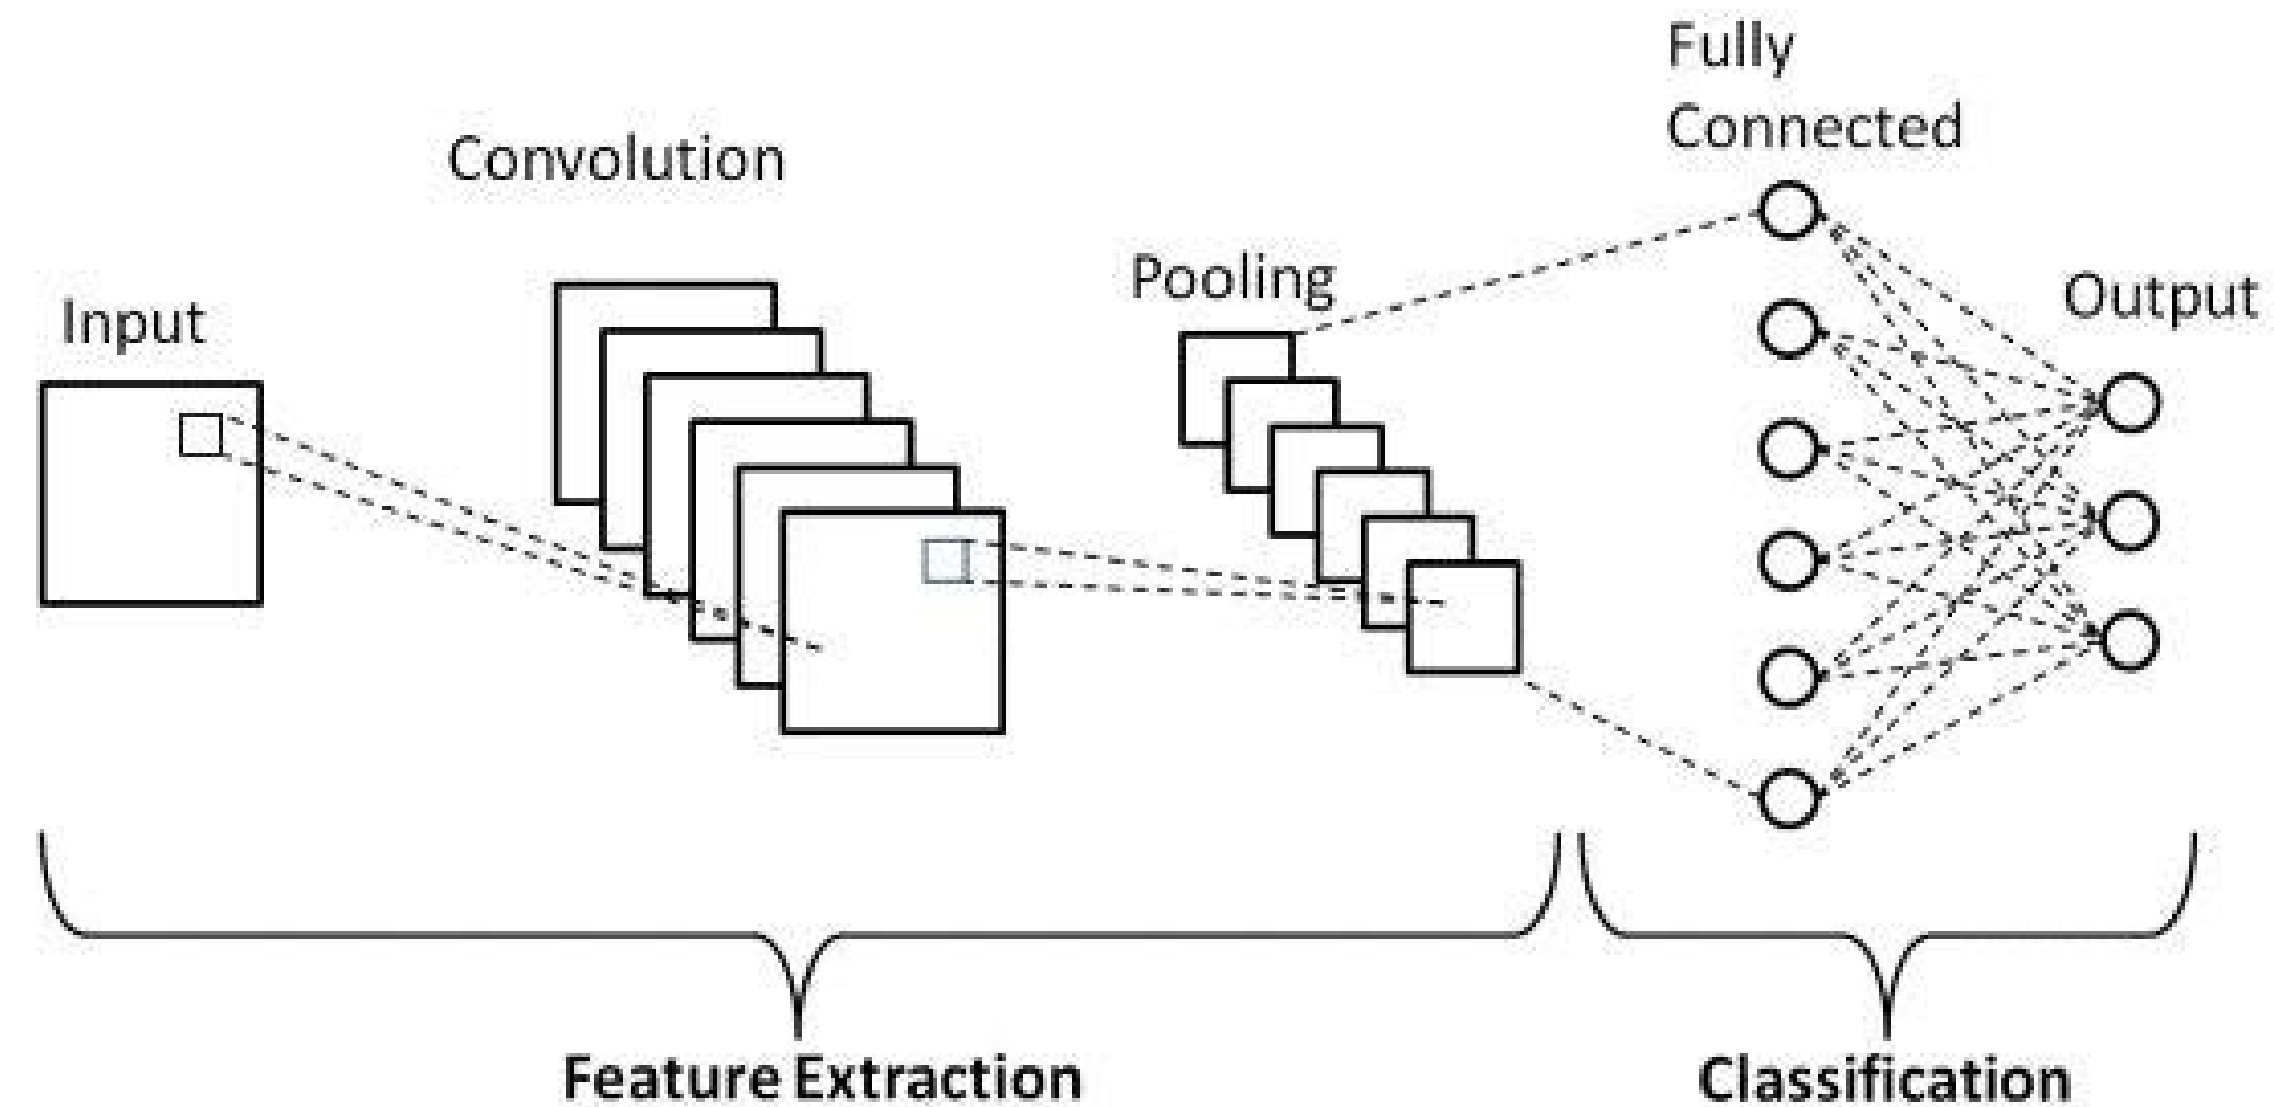 Fully
Connected
Convolution
Pooling
Input
Output
Feature Extraction
Classification